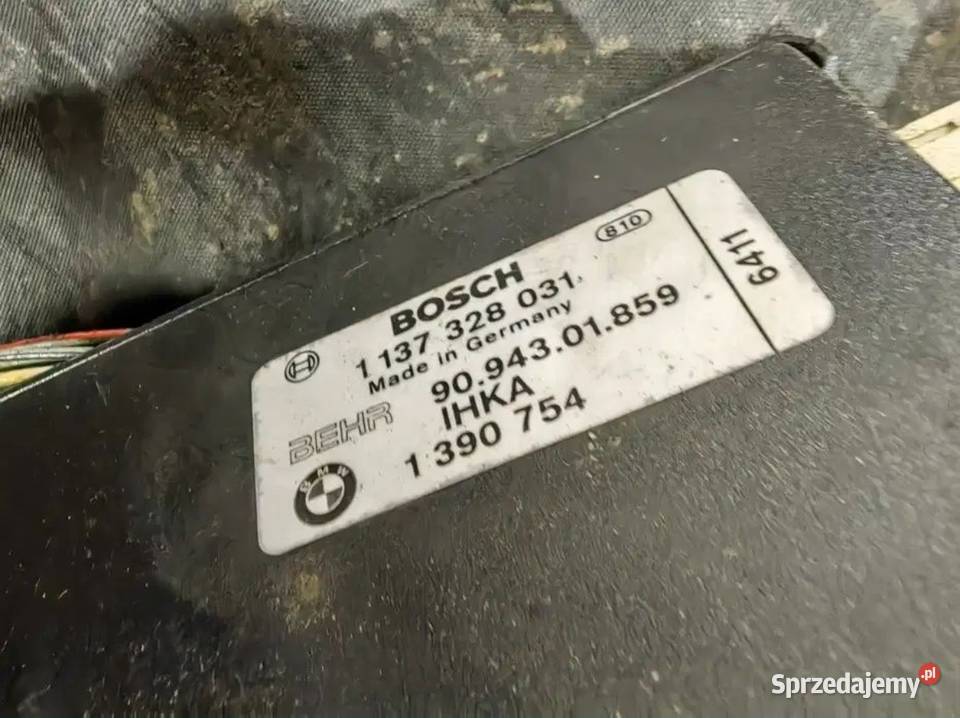 810
BOSCH
1 137 328 031
Made in Germany
6411
90.943.01.859
BEHR
IHKA
BMW
1 390 754
Sprzedajemy.pl